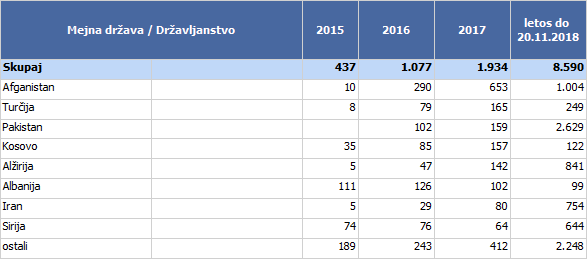 Mejna država / Državljanstvo 2015 2016 2017 letos do 20.11.2018
Skupaj 437 1.077 1.934 8.590
Afganistan 10 290 653 1.004
Turčija 8 79 165 249
Pakistan 102 159 2.629
Kosovo 35 85 157 122
Alžirija 5 47 142 841
Albanija 111 126 102 99
Iran 5 29 80 754
Sirija 74 76 64 644
ostali 189 243 412 2.248